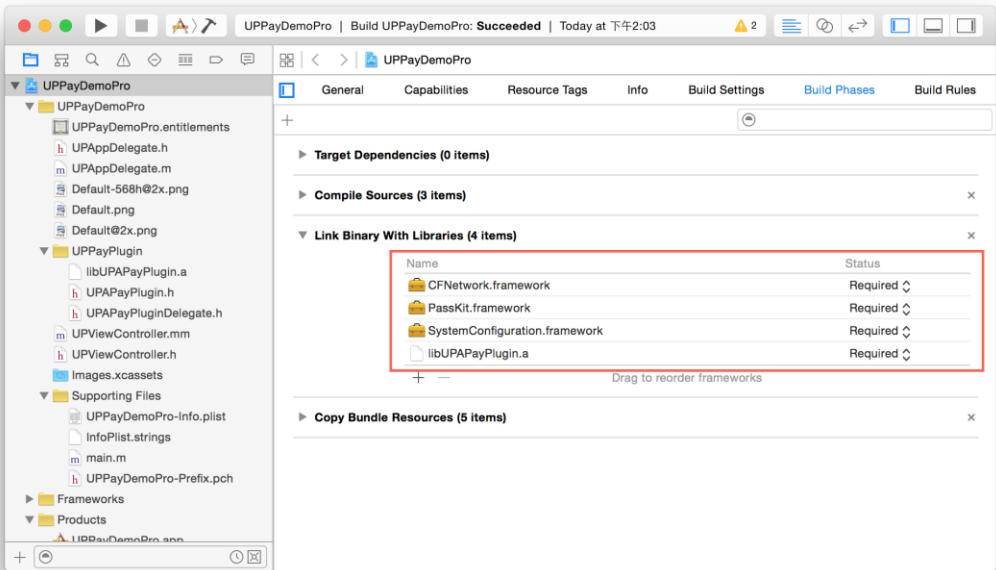 UPPayDemoPro | Build UPPayDemoPro: Succeeded | Today at 下午2:03
2
UPPayDemoPro
UPPayDemoPro
General Capabilities Resource Tags Info Build Settings Build Phases Build Rules
UPPayDemoPro
UPPayDemoPro.entitlements
h UPAppDelegate.h
m UPAppDelegate.m
Default-568h@2x.png
Default.png
Default@2x.png
UPPayPlugin
libUPAPayPlugin.a
h UPAPayPlugin.h
h UPAPayPluginDelegate.h
m UPViewController.mm
h UPViewController.h
Images.xcassets
Supporting Files
UPPayDemoPro-Info.plist
InfoPlist.strings
m main.m
h UPPayDemoPro-Prefix.pch
Frameworks
Products
UPPayDemoPro.app
Target Dependencies (0 items)
Compile Sources (3 items)
Link Binary With Libraries (4 items)
Name Status
CFNetwork.framework Required
PassKit.framework Required
SystemConfiguration.framework Required
libUPAPayPlugin.a Required
Drag to reorder frameworks
Copy Bundle Resources (5 items)